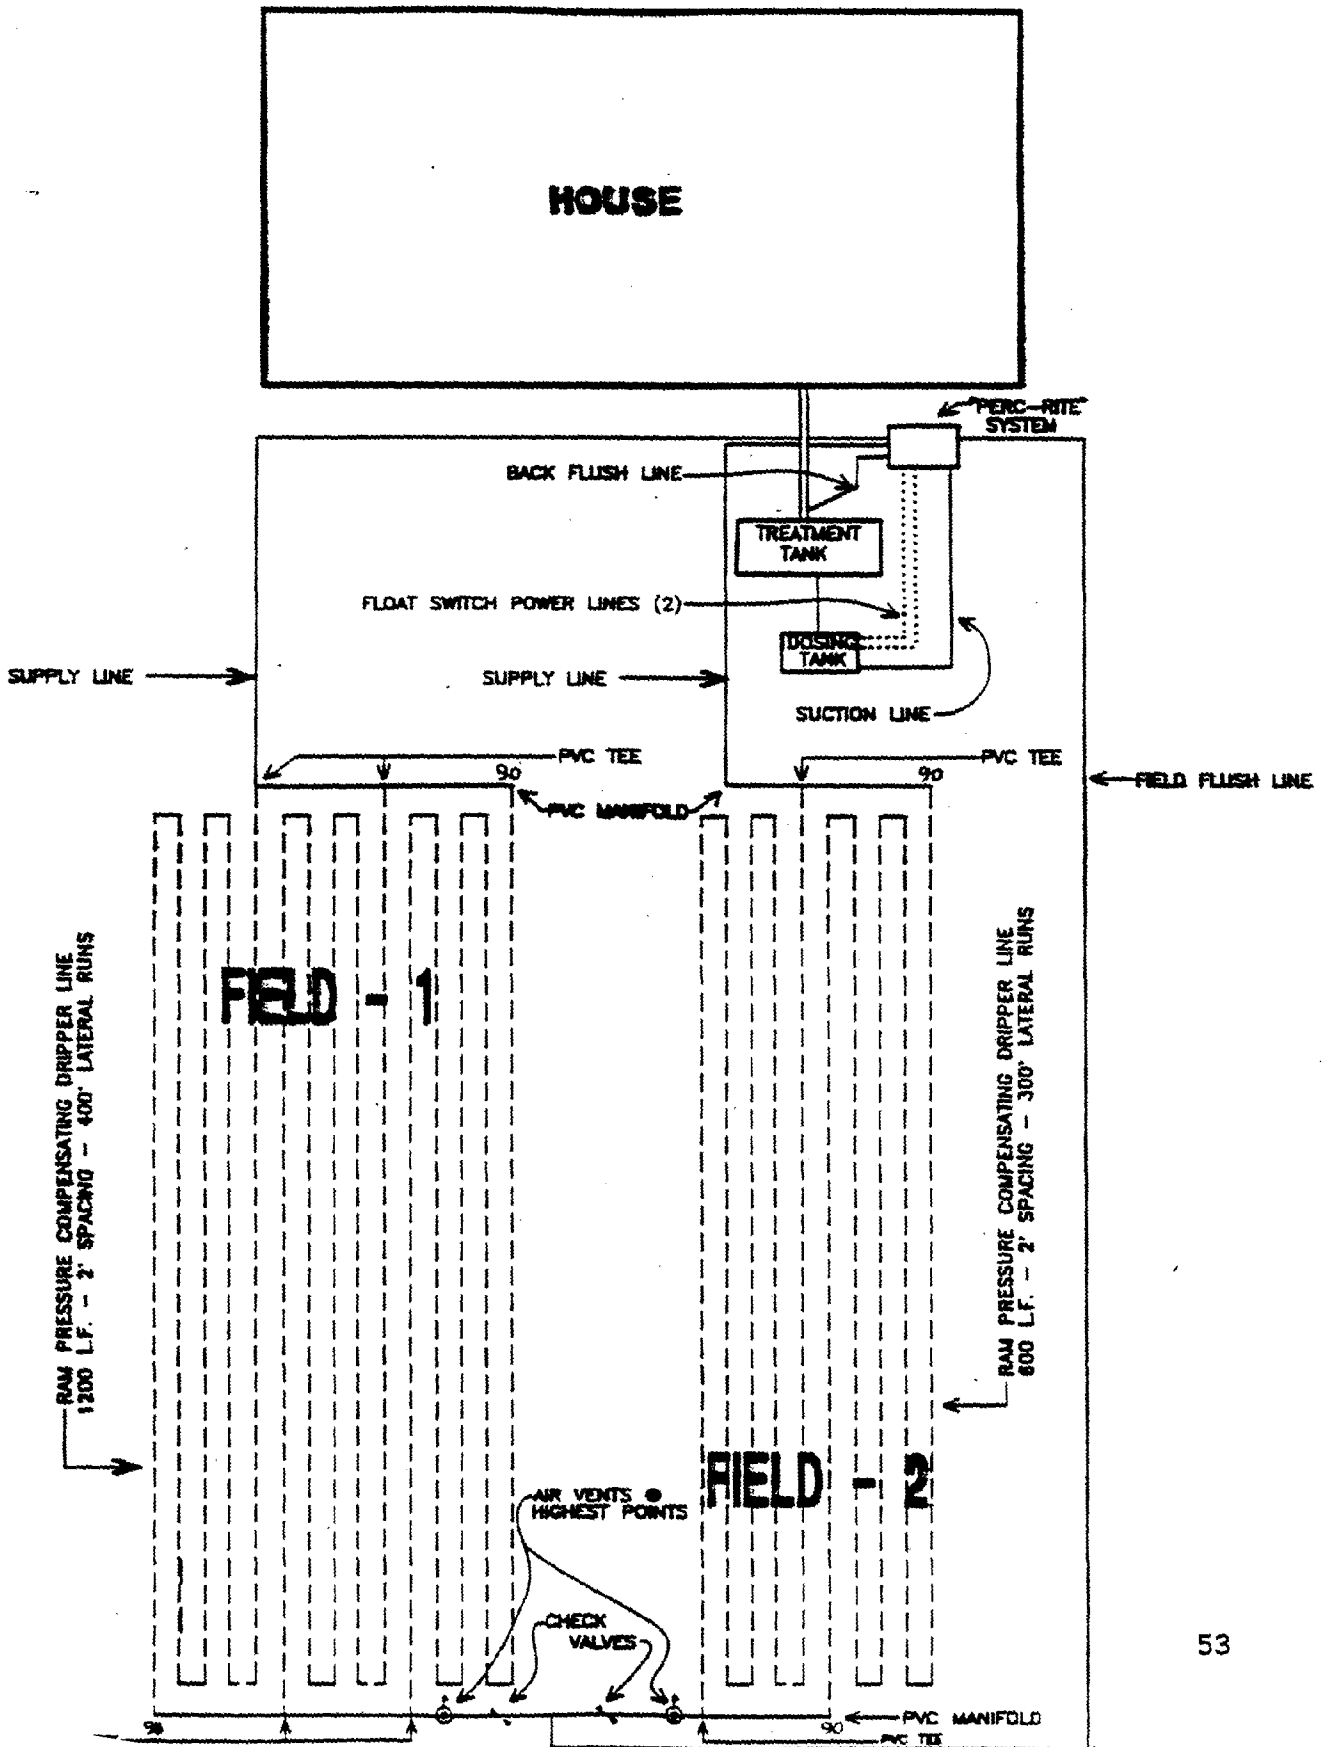 HOUSE
"PERC-RITE"
SYSTEM
BACK FLUSH LINE
TREATMENT
TANK
FLOAT SWITCH POWER LINES (2)
DOSING
TANK
SUPPLY LINE
SUPPLY LINE
SUCTION LINE
PVC TEE
90
PVC TEE
90
FIELD FLUSH LINE
PVC MANIFOLD
RAM PRESSURE COMPENSATING DRIPPER LINE
1200 L.F. - 2' SPACING - 400' LATERAL RUNS
FIELD - 1
RAM PRESSURE COMPENSATING DRIPPER LINE
600 L.F. - 2' SPACING - 300' LATERAL RUNS
FIELD - 2
AIR VENTS @
HIGHEST POINTS
CHECK
VALVES
53
90
90
PVC MANIFOLD
PVC TEE